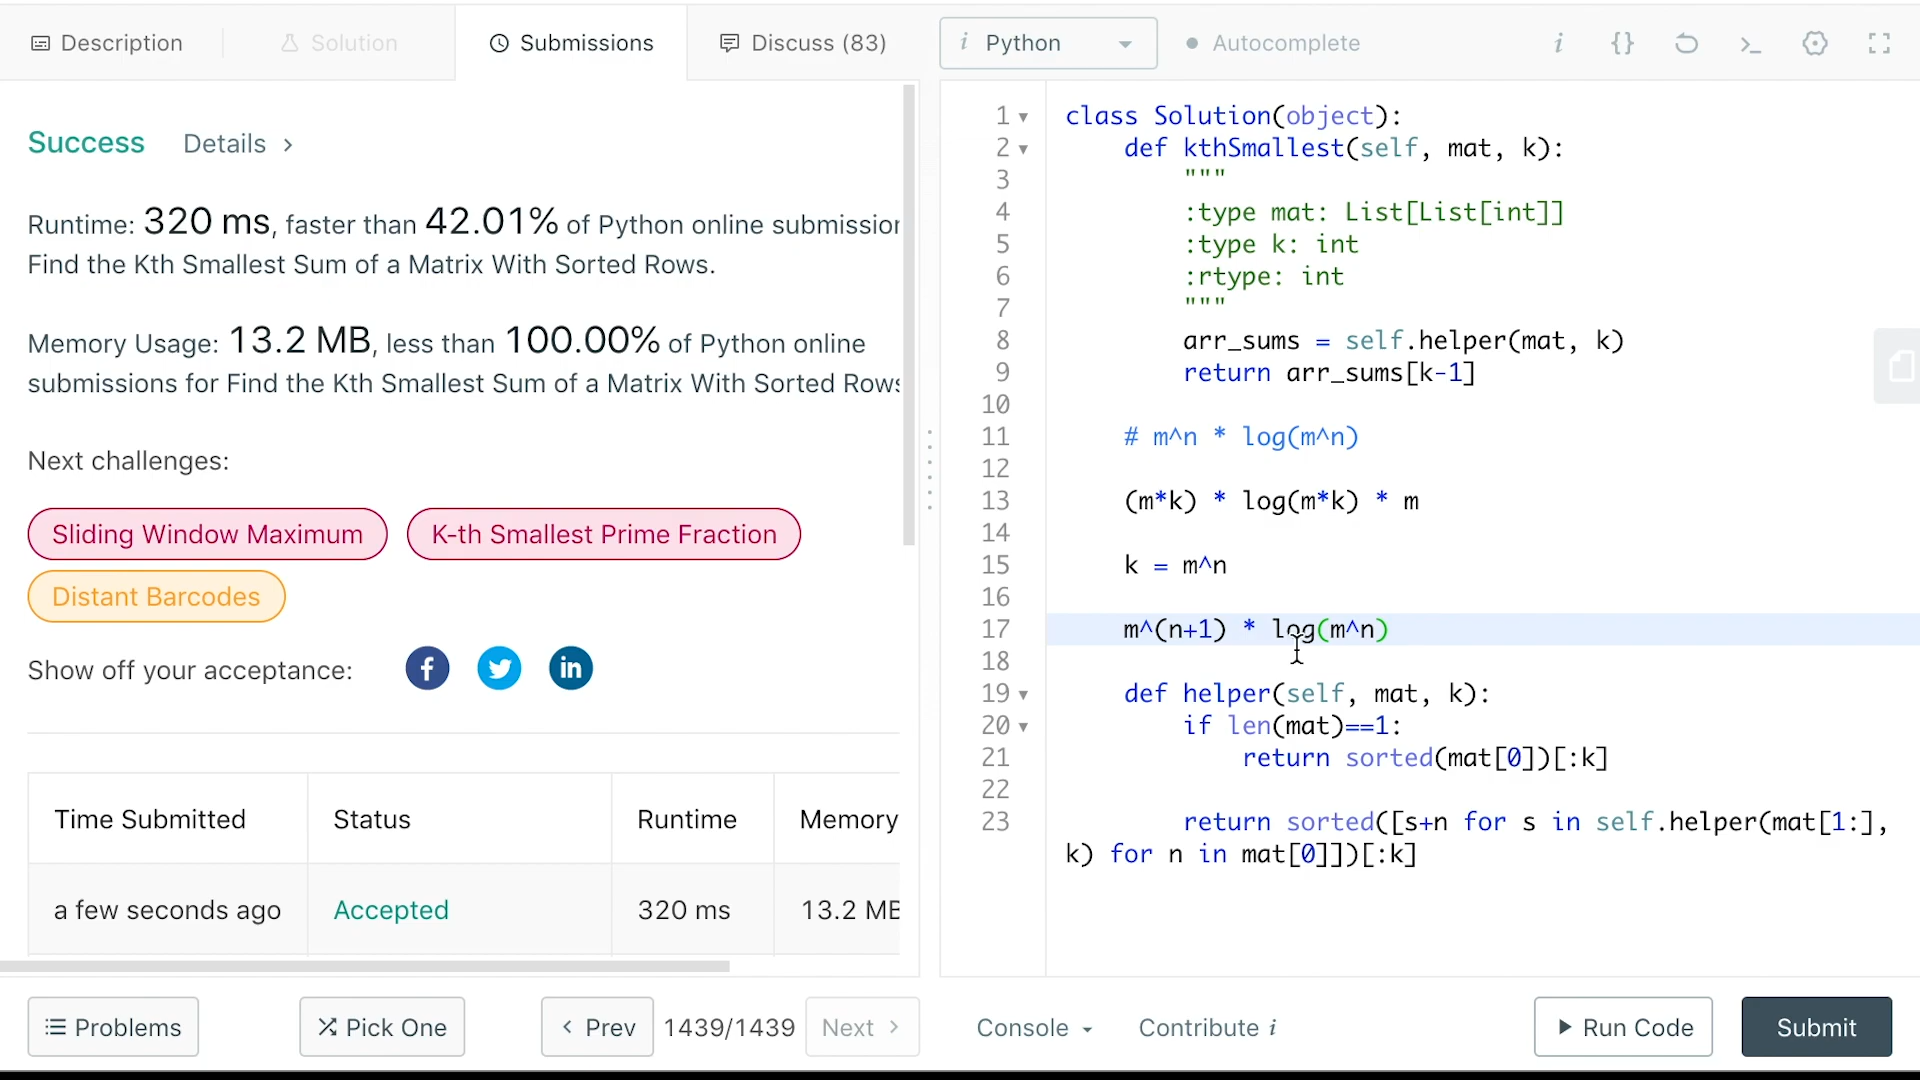 Description
Solution
Submissions
Discuss (83)
i Python
Autocomplete
i {} >_
Success Details >
Runtime: 320 ms, faster than 42.01% of Python online submission
Find the Kth Smallest Sum of a Matrix With Sorted Rows.
Memory Usage: 13.2 MB, less than 100.00% of Python online
submissions for Find the Kth Smallest Sum of a Matrix With Sorted Rows
Next challenges:
Sliding Window Maximum
K-th Smallest Prime Fraction
Distant Barcodes
Show off your acceptance: f in
Time Submitted Status Runtime Memory
a few seconds ago Accepted 320 ms 13.2 MB
1 class Solution(object):
2 def kthSmallest(self, mat, k):
3 """
4 :type mat: List[List[int]]
5 :type k: int
6 :rtype: int
7 """
8 arr_sums = self.helper(mat, k)
9 return arr_sums[k-1]
10
11 # m^n * log(m^n)
12
13 (m*k) * log(m*k) * m
14
15 k = m^n
16
17 m^(n+1) * log(m^n)
18
19 def helper(self, mat, k):
20 if len(mat)==1:
21 return sorted(mat[0])[:k]
22
23 return sorted([s+n for s in self.helper(mat[1:],
k) for n in mat[0]])[:k]
Problems
Pick One
< Prev
1439/1439
Next >
Console
Contribute i
Run Code
Submit